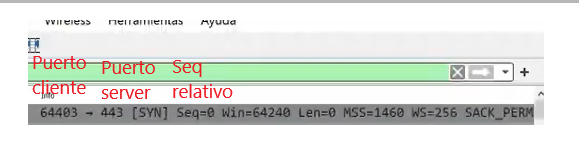 Wireless Herramientas Ayuda
Puerto Puerto Seq
cliente server relativo
Info
64403 → 443 [SYN] Seq=0 Win=64240 Len=0 MSS=1460 WS=256 SACK_PERM